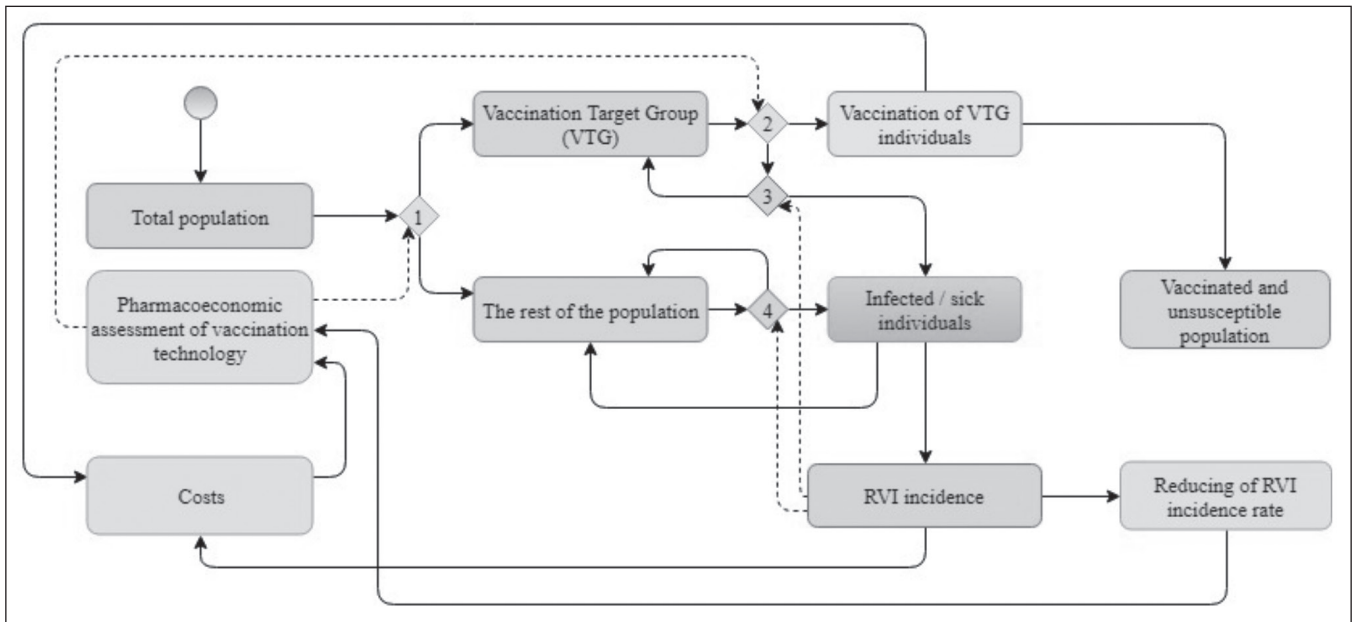 Vaccination Target Group
(VTG)
2
Vaccination of VTG
individuals
3
Total population
1
Pharmacoeconomic
assessment of vaccination
technology
The rest of the population
4
Infected / sick
individuals
Vaccinated and
unsusceptible
population
Costs
RVI incidence
Reducing of RVI
incidence rate